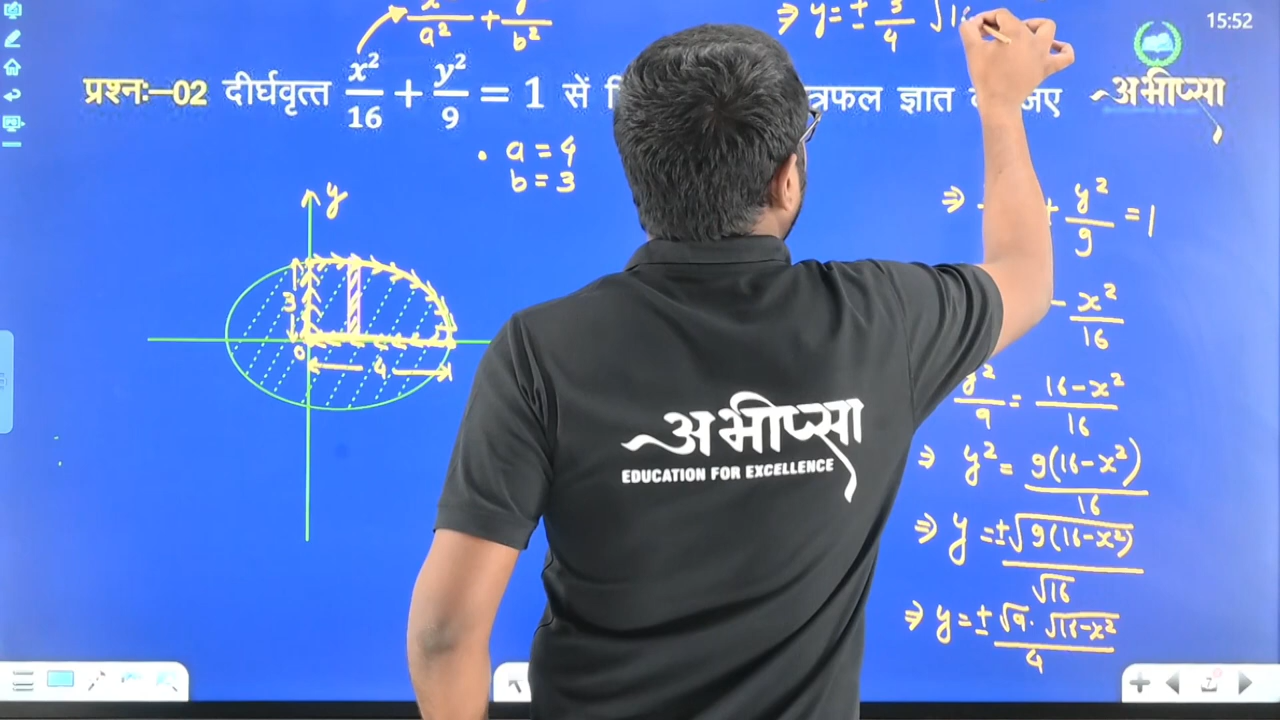 x² / a² + y² / b²
⇒ y = ± 3/4 √16
15:52
प्रश्नः—02 दीर्घवृत्त x²/16 + y²/9 = 1 से त्रफल ज्ञात
अभीप्सा
. a = 4
b = 3
y
3
0
4
⇒ + y²/9 = 1
- x²/16
y²/9 = 16-x²/16
⇒ y² = 9(16-x²)/16
⇒ y = ±√9(16-x²)/√16
⇒ y = ± √9 · √16-x²/4
अभीप्सा
EDUCATION FOR EXCELLENCE
7